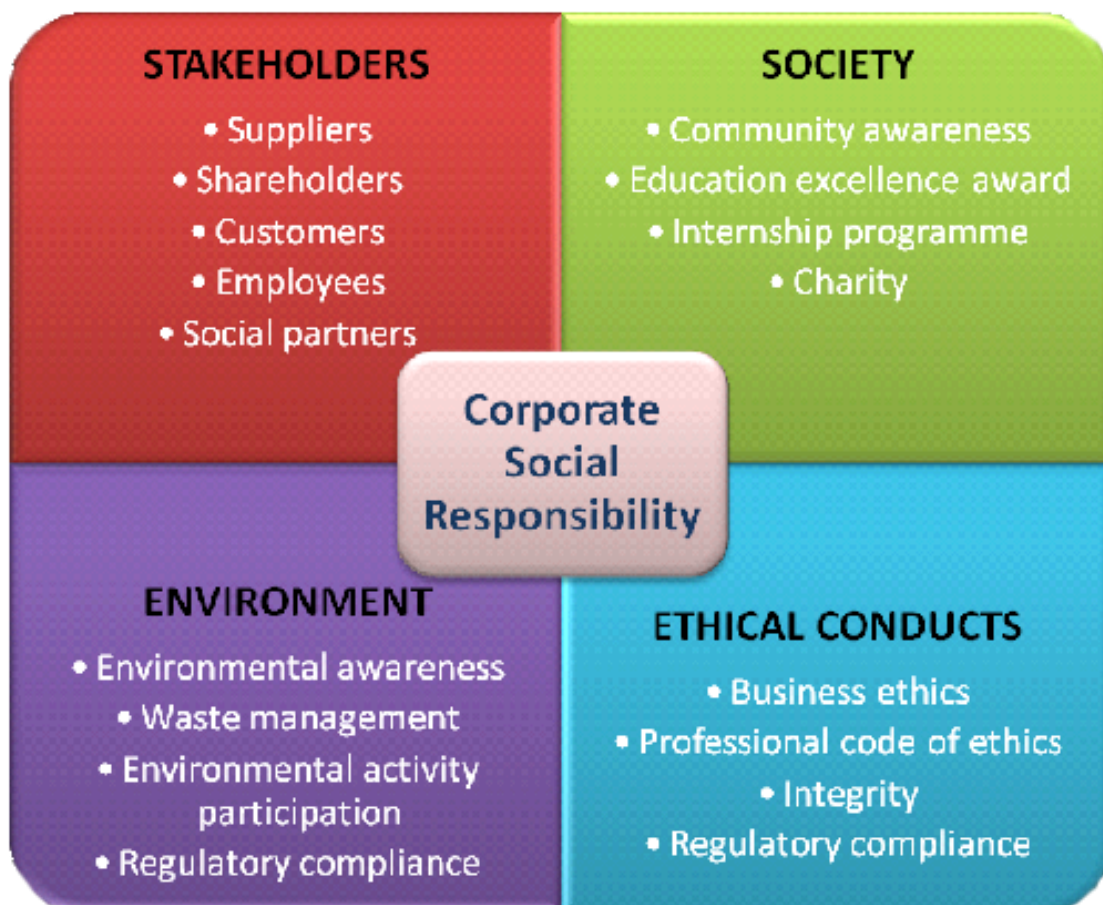 STAKEHOLDERS
• Suppliers
• Shareholders
• Customers
• Employees
• Social partners
SOCIETY
• Community awareness
• Education excellence award
• Internship programme
• Charity
Corporate
Social
Responsibility
ENVIRONMENT
• Environmental awareness
• Waste management
• Environmental activity
participation
• Regulatory compliance
ETHICAL CONDUCTS
• Business ethics
• Professional code of ethics
• Integrity
• Regulatory compliance